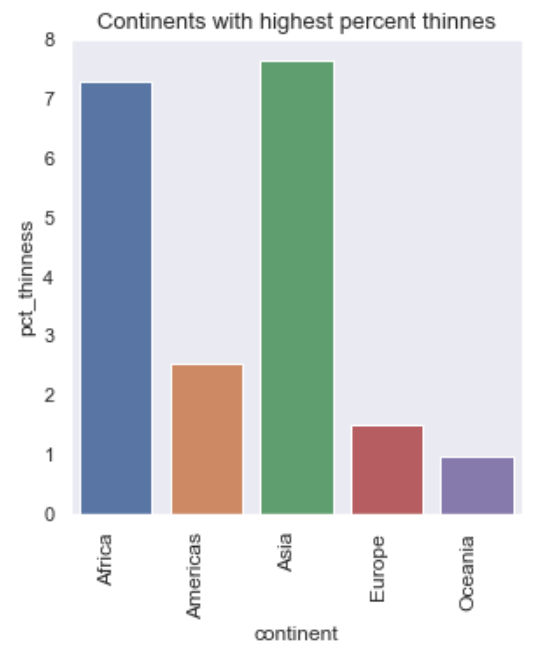 Continents with highest percent thinnes
8
7
6
5
4
3
2
1
0
pct_thinness
Africa
Americas
Asia
Europe
Oceania
continent